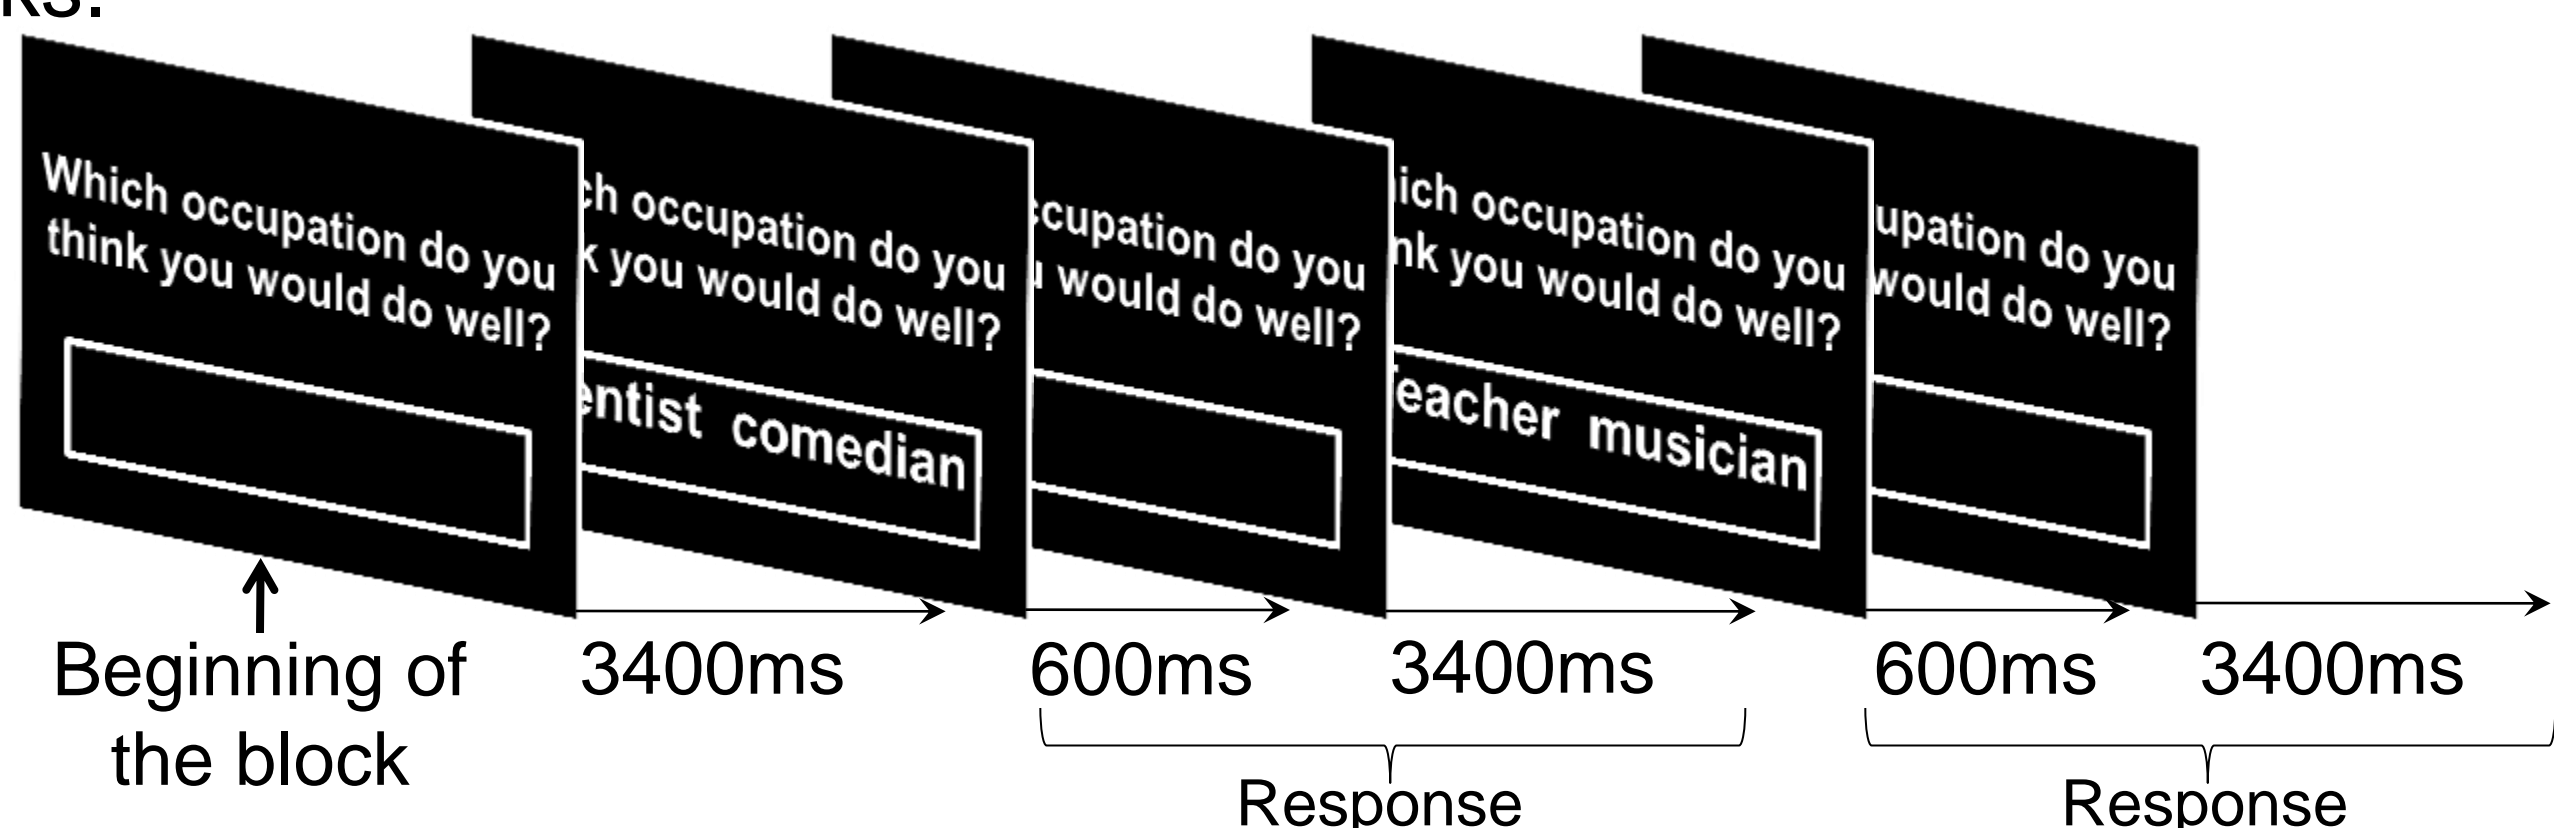 ks:
Which occupation do you
think you would do well?
ch occupation do you
k you would do well?
entist comedian
ccupation do you
u would do well?
ich occupation do you
nk you would do well?
eacher musician
upation do you
would do well?
Beginning of
the block
3400ms
600ms
3400ms
600ms
3400ms
Response
Response